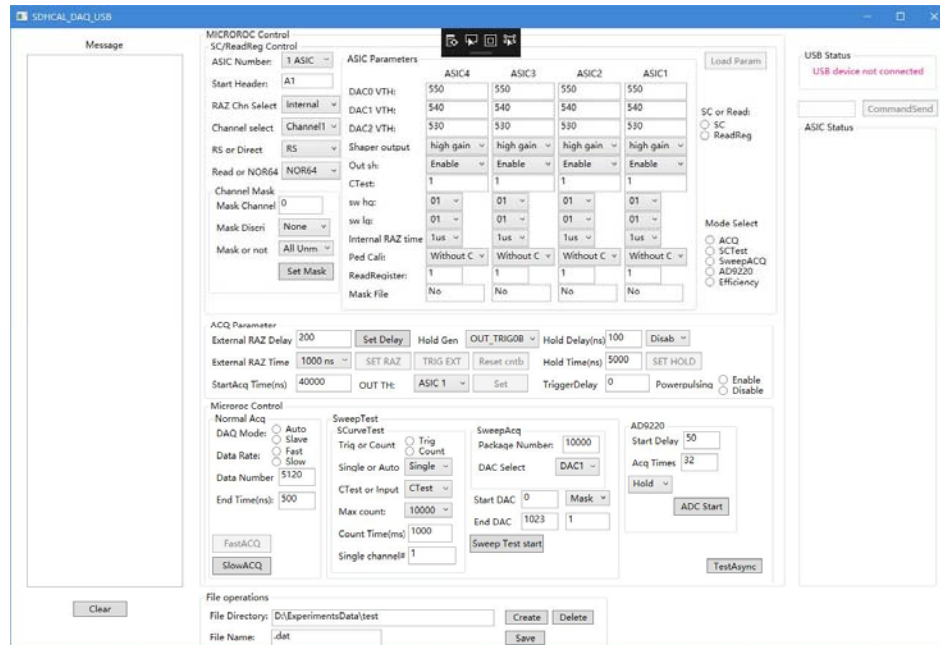 SDHCAL_DAQ_USB
Message
Clear
MICROROC Control
SC/ReadReg Control
ASIC Number: 1 ASIC
Start Header: A1
RAZ Chn Select Internal
Channel select Channel1
RS or Direct RS
Read or NOR64 NOR64
Channel Mask
Mask Channel 0
Mask Diseri None
Mask or not All Unm
Set Mask
ASIC Parameters
ASIC4 ASIC3 ASIC2 ASIC1
DAC0 VTH: 550 550 550 550
DAC1 VTH: 540 540 540 540
DAC2 VTH: 530 530 530 530
Shaper output high gain high gain high gain high gain
Out sh: Enable Enable Enable Enable
CTest: 1 1 1 1
sw hg: 01 01 01 01
sw lg: 01 01 01 01
Internal RAZ time 1us 1us 1us 1us
Ped Cali: Without C Without C Without C Without C
ReadRegister: 1 1 1 1
Mask File No No No No
Load Param
SC or Read:
SC
ReadReg
Mode Select
ACQ
SCTest
SweepACQ
AD9220
Efficiency
ACQ Parameter
External RAZ Delay 200 Set Delay Hold Gen OUT_TRIG0B Hold Delay(ns) 100 Disab
External RAZ Time 1000 ns SET RAZ TRIG EXT Reset cntb Hold Time(ns) 5000 SET HOLD
StartAcq Time(ns) 40000 OUT TH: ASIC 1 Set TriggerDelay 0 Powerpulsing Enable
Disable
Microroc Control
Normal Acq
DAQ Mode: Auto
Slave
Data Rate: Fast
Slow
Data Number 5120
End Time(ns): 500
FastACQ
SlowACQ
SweepTest
SCurveTest
Trig or Count Trig
Count
Single or Auto Single
CTest or Input CTest
Max count: 10000
Count Time(ms) 1000
Single channel# 1
SweepAcq
Package Number: 10000
DAC Select DAC1
Start DAC 0 Mask
End DAC 1023 1
Sweep Test start
AD9220
Start Delay 50
Acq Times 32
Hold
ADC Start
TestAsync
File operations
File Directory: D:\ExperimentsData\test Create Delete
File Name: .dat Save
USB Status
USB device not connected
CommandSend
ASIC Status